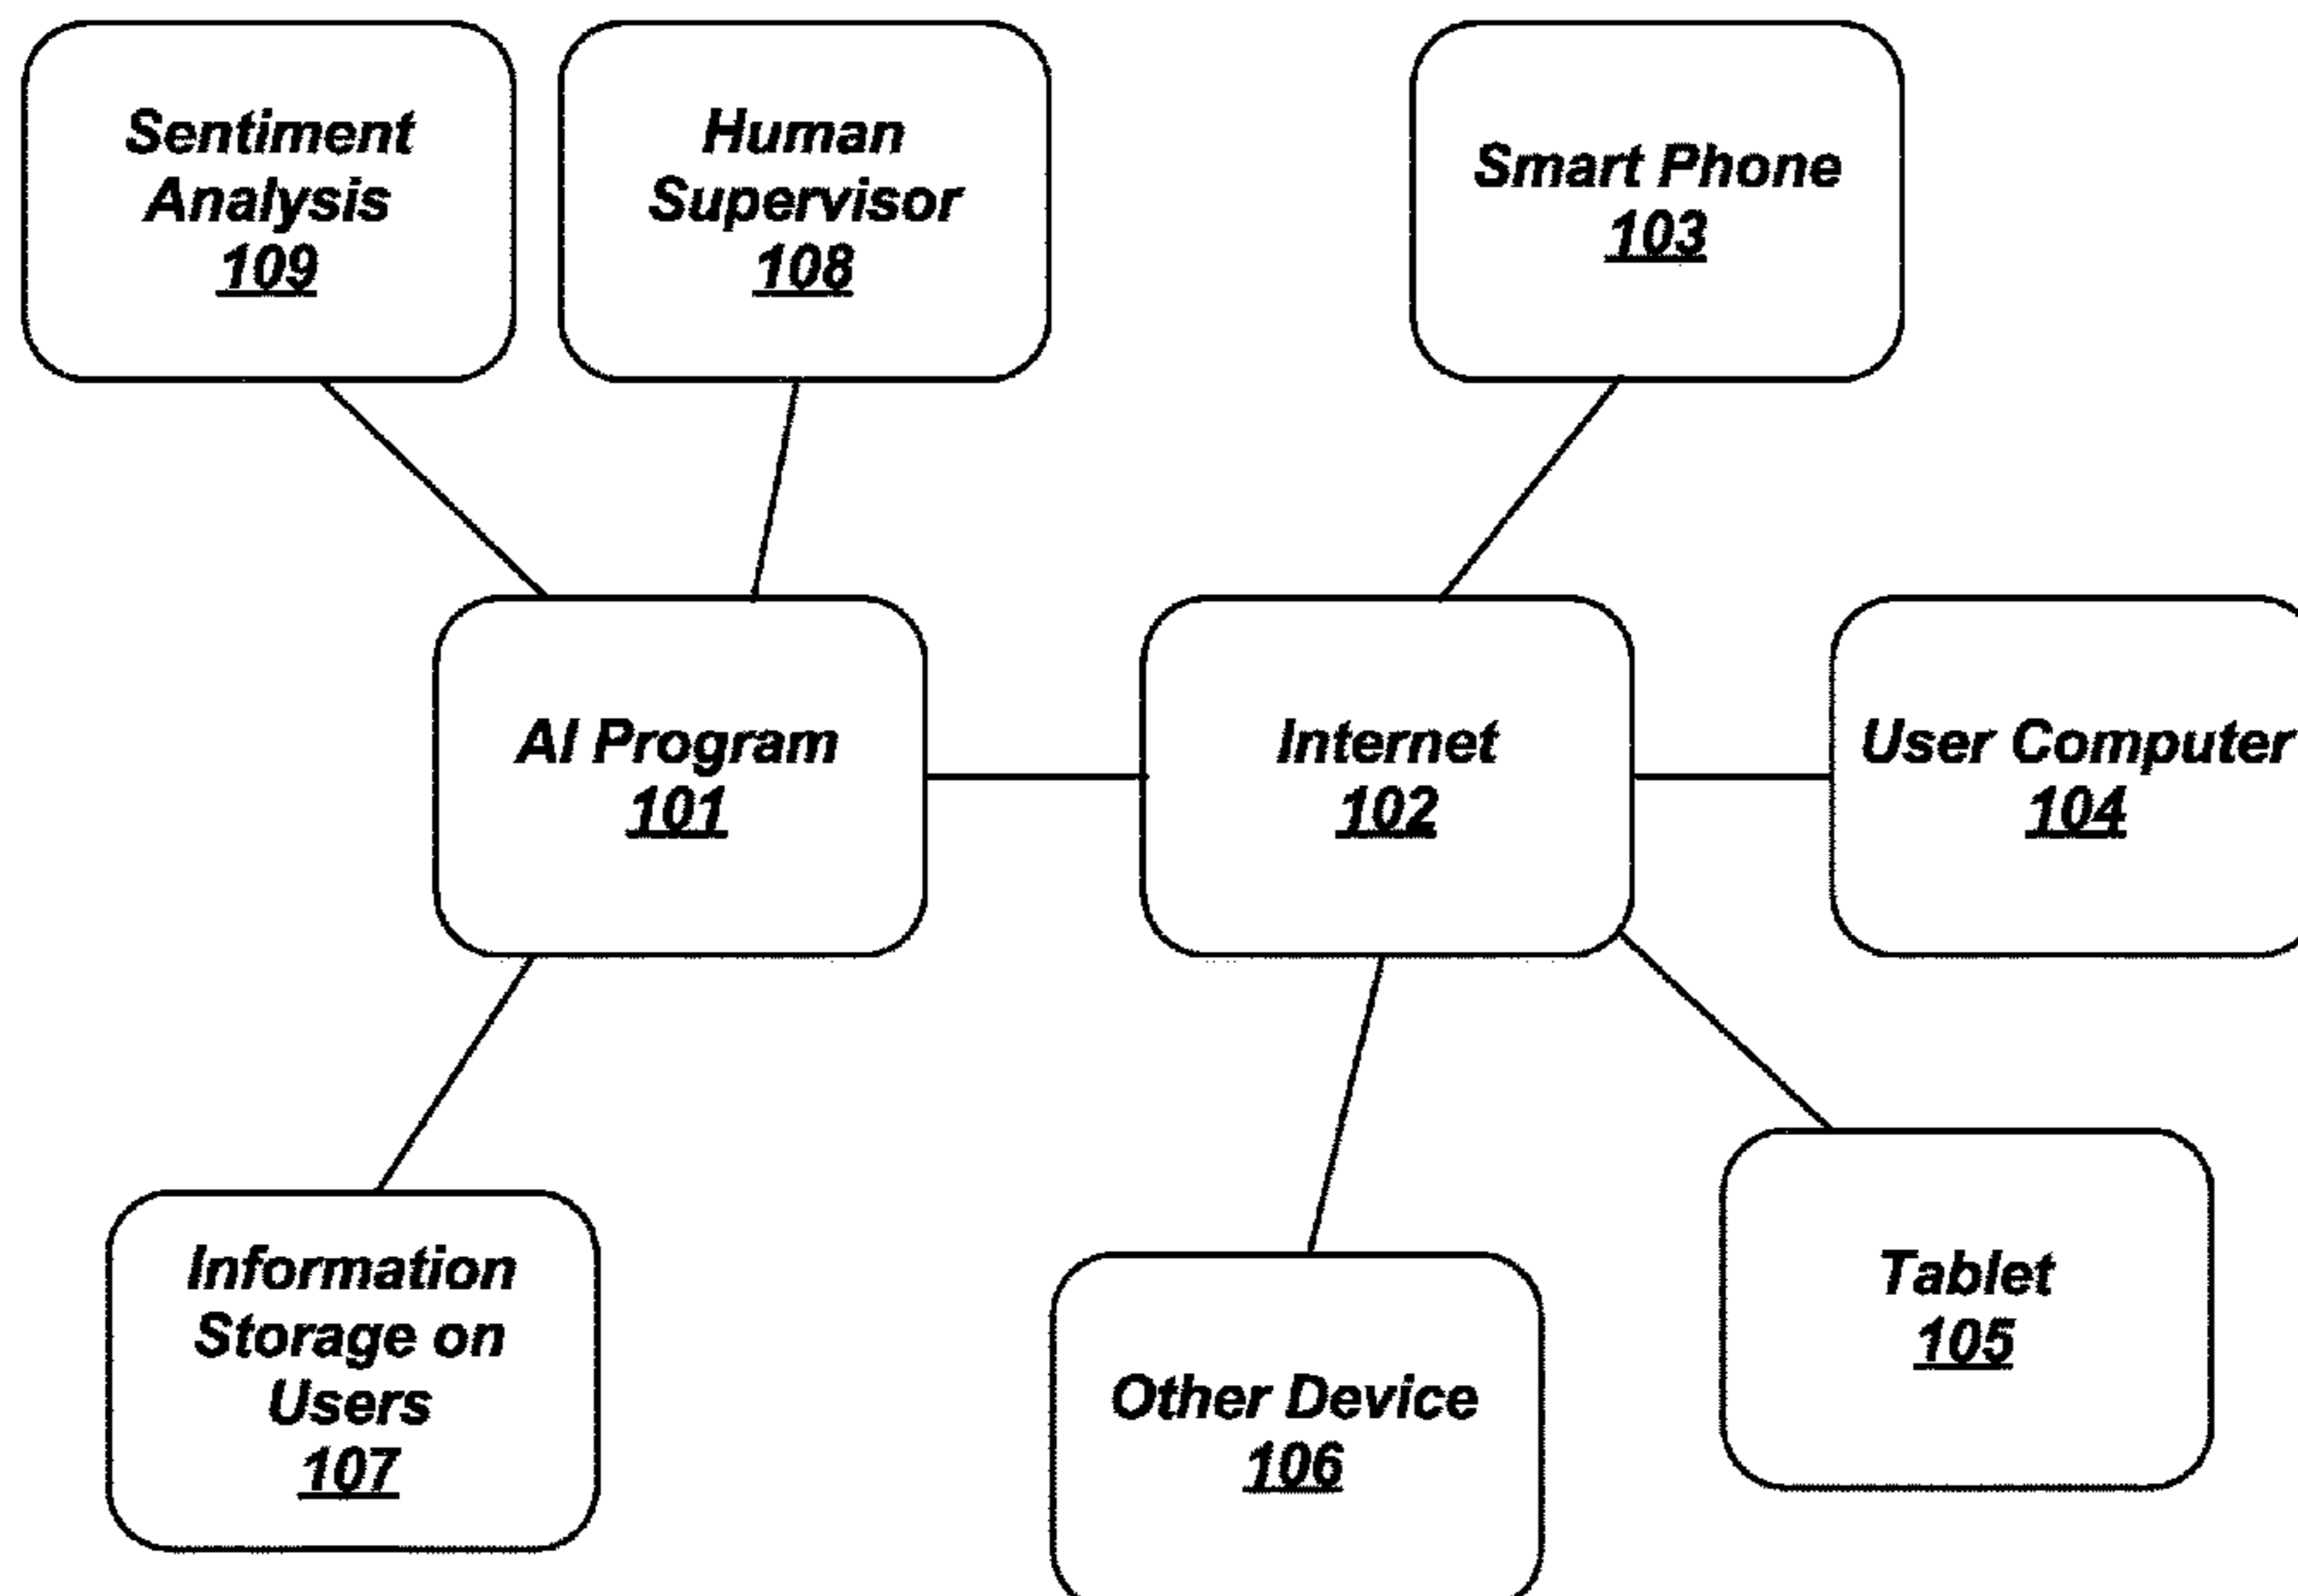 Sentiment
Analysis
109
Human
Supervisor
108
Smart Phone
103
AI Program
101
Internet
102
User Computer
104
Information
Storage on
Users
107
Other Device
106
Tablet
105